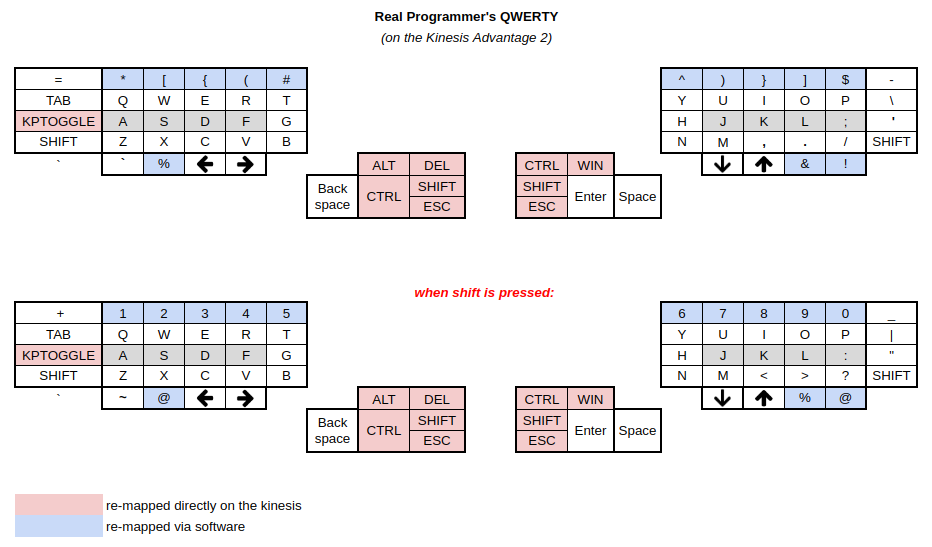 Real Programmer's QWERTY
(on the Kinesis Advantage 2)
= * [ { ( # ^ ) } ] $ -
TAB Q W E R T Y U I O P \
KPTOGGLE A S D F G H J K L ; '
SHIFT Z X C V B N M , . / SHIFT
` ` % 🡰 🡲 🡳 🡱 & !
ALT DEL CTRL WIN
Back space CTRL SHIFT ESC SHIFT ESC Enter Space
when shift is pressed:
+ 1 2 3 4 5 6 7 8 9 0 _
TAB Q W E R T Y U I O P |
KPTOGGLE A S D F G H J K L : "
SHIFT Z X C V B N M < > ? SHIFT
` ~ @ 🡰 🡲 🡳 🡱 % @
ALT DEL CTRL WIN
Back space CTRL SHIFT ESC SHIFT ESC Enter Space
re-mapped directly on the kinesis
re-mapped via software